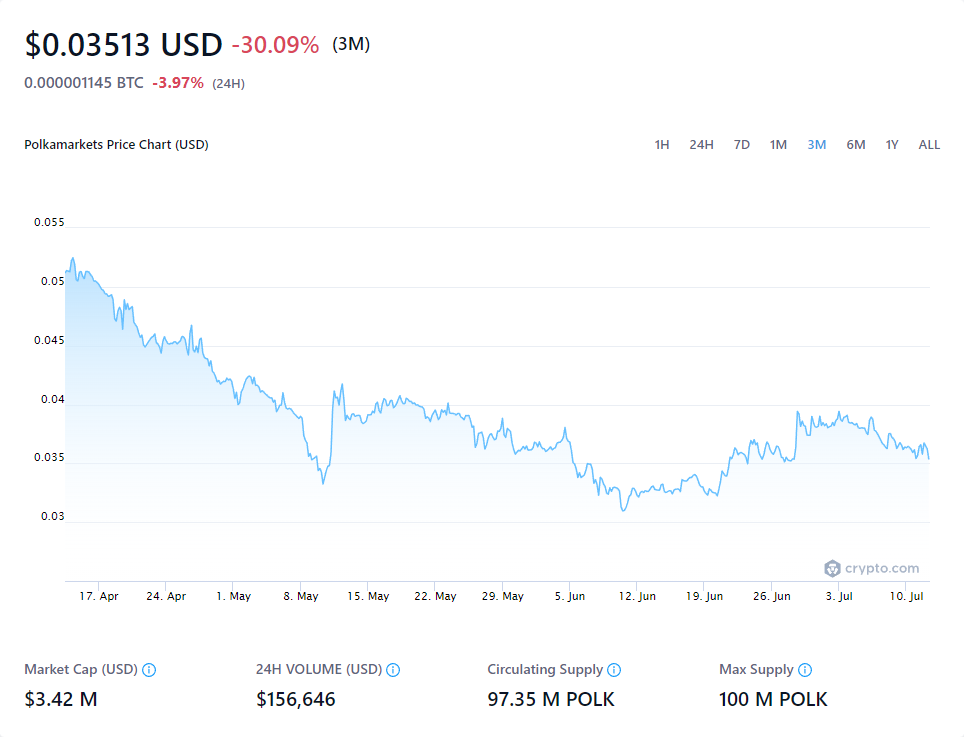 $0.03513 USD -30.09% (3M)
0.000001145 BTC -3.97% (24H)
Polkamarkets Price Chart (USD) 1H 24H 7D 1M 3M 6M 1Y ALL
0.055
0.05
0.045
0.04
0.035
0.03
crypto.com
17. Apr 24. Apr 1. May 8. May 15. May 22. May 29. May 5. Jun 12. Jun 19. Jun 26. Jun 3. Jul 10. Jul
Market Cap (USD) 24H VOLUME (USD) Circulating Supply Max Supply
$3.42 M $156,646 97.35 M POLK 100 M POLK